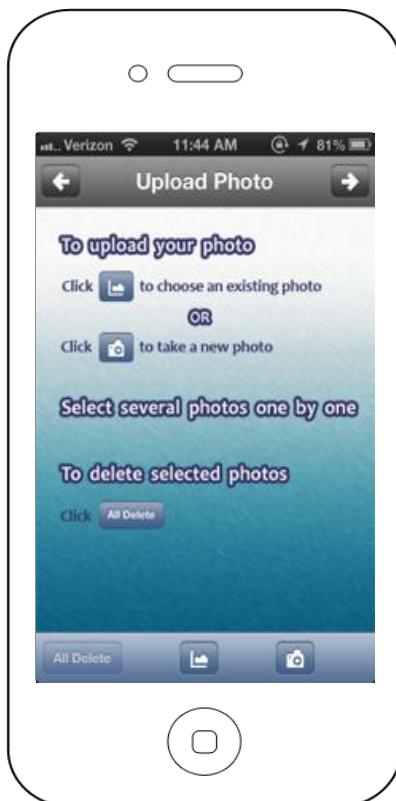 Verizon 11:44 AM 81%
Upload Photo
To upload your photo
Click to choose an existing photo
OR
Click to take a new photo
Select several photos one by one
To delete selected photos
Click All Delete
All Delete